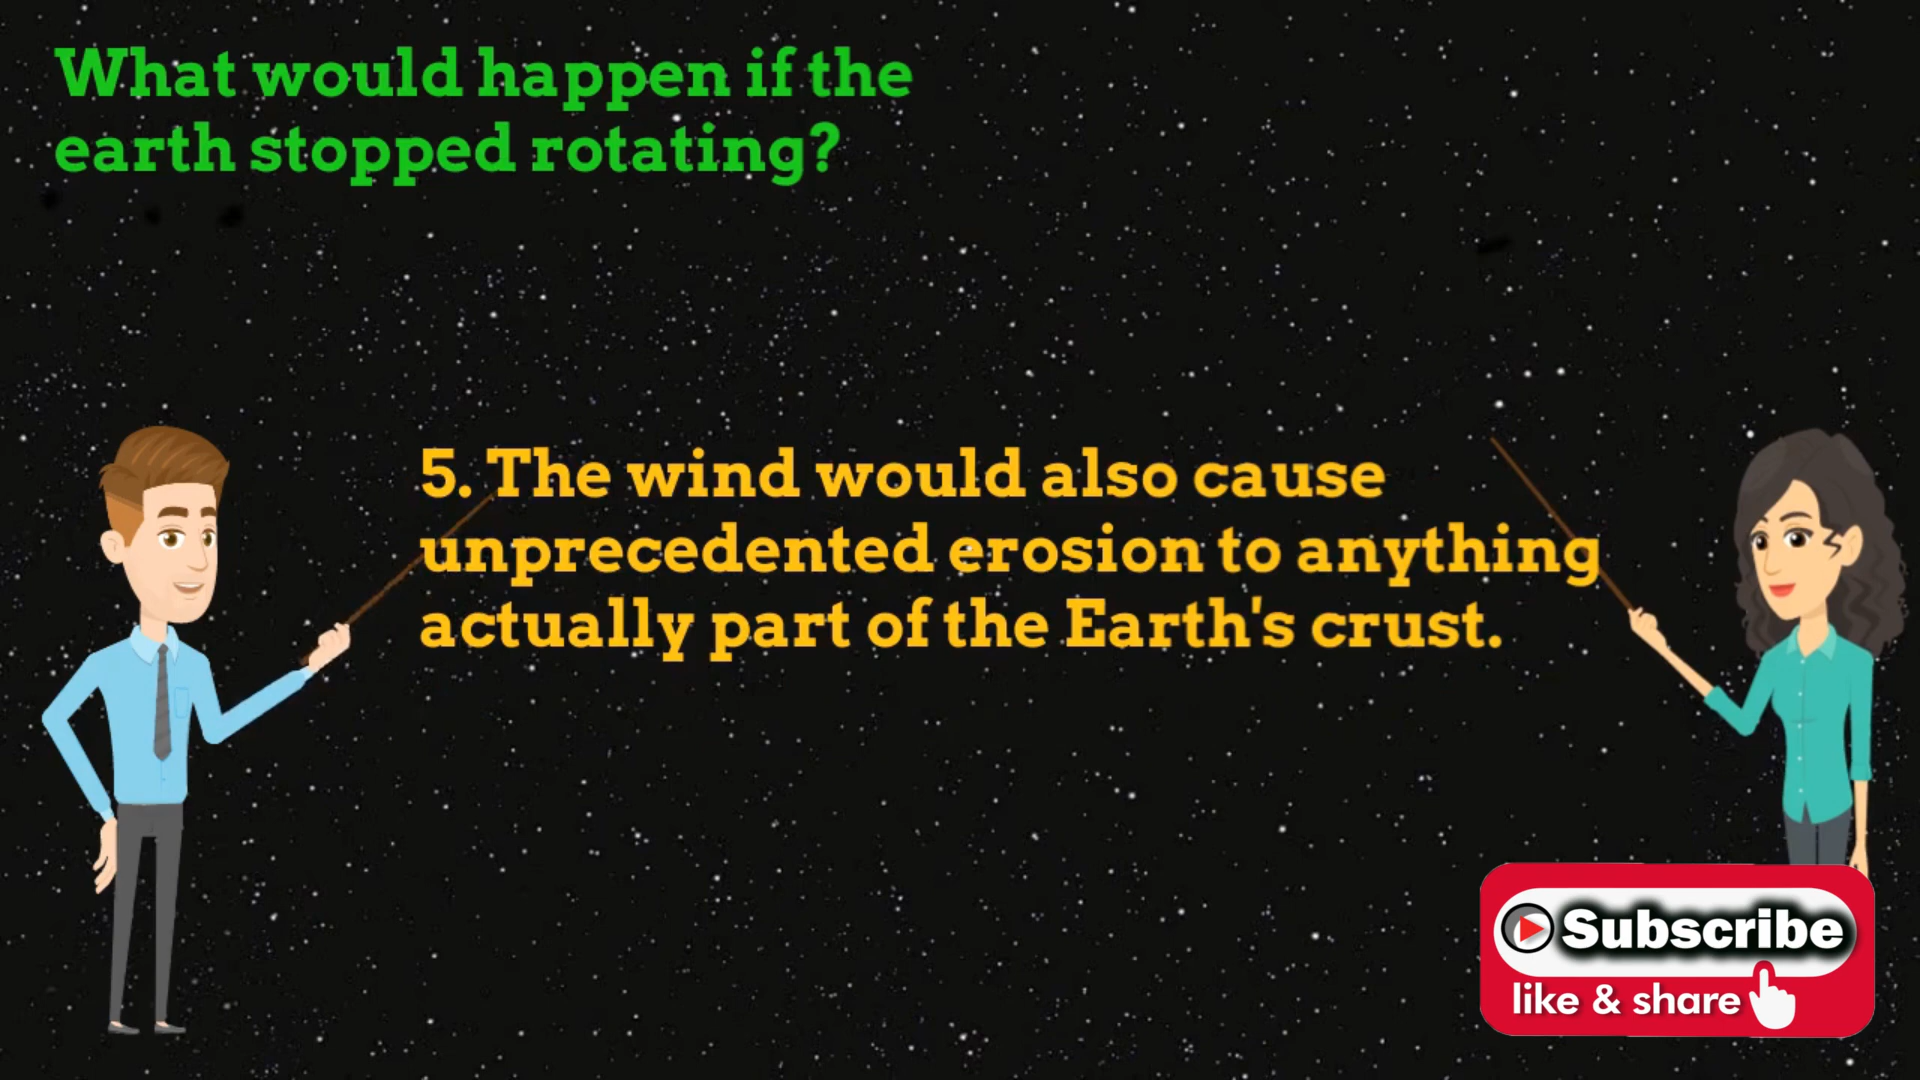 What would happen if the
earth stopped rotating?
5. The wind would also cause
unprecedented erosion to anything
actually part of the Earth's crust.
Subscribe
like & share